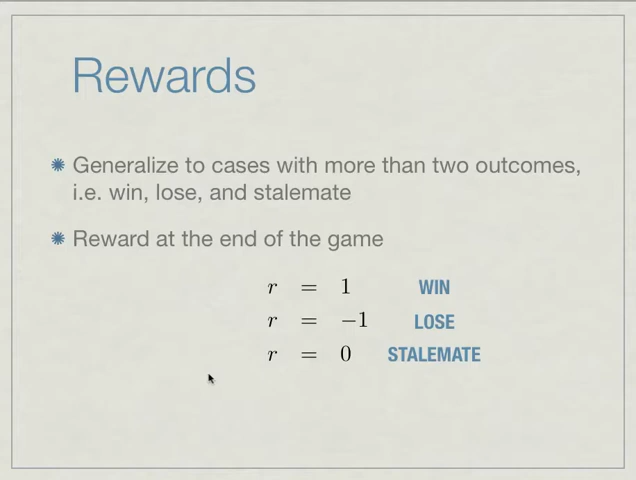 Rewards
Generalize to cases with more than two outcomes,
i.e. win, lose, and stalemate
Reward at the end of the game
r = 1 WIN
r = −1 LOSE
r = 0 STALEMATE